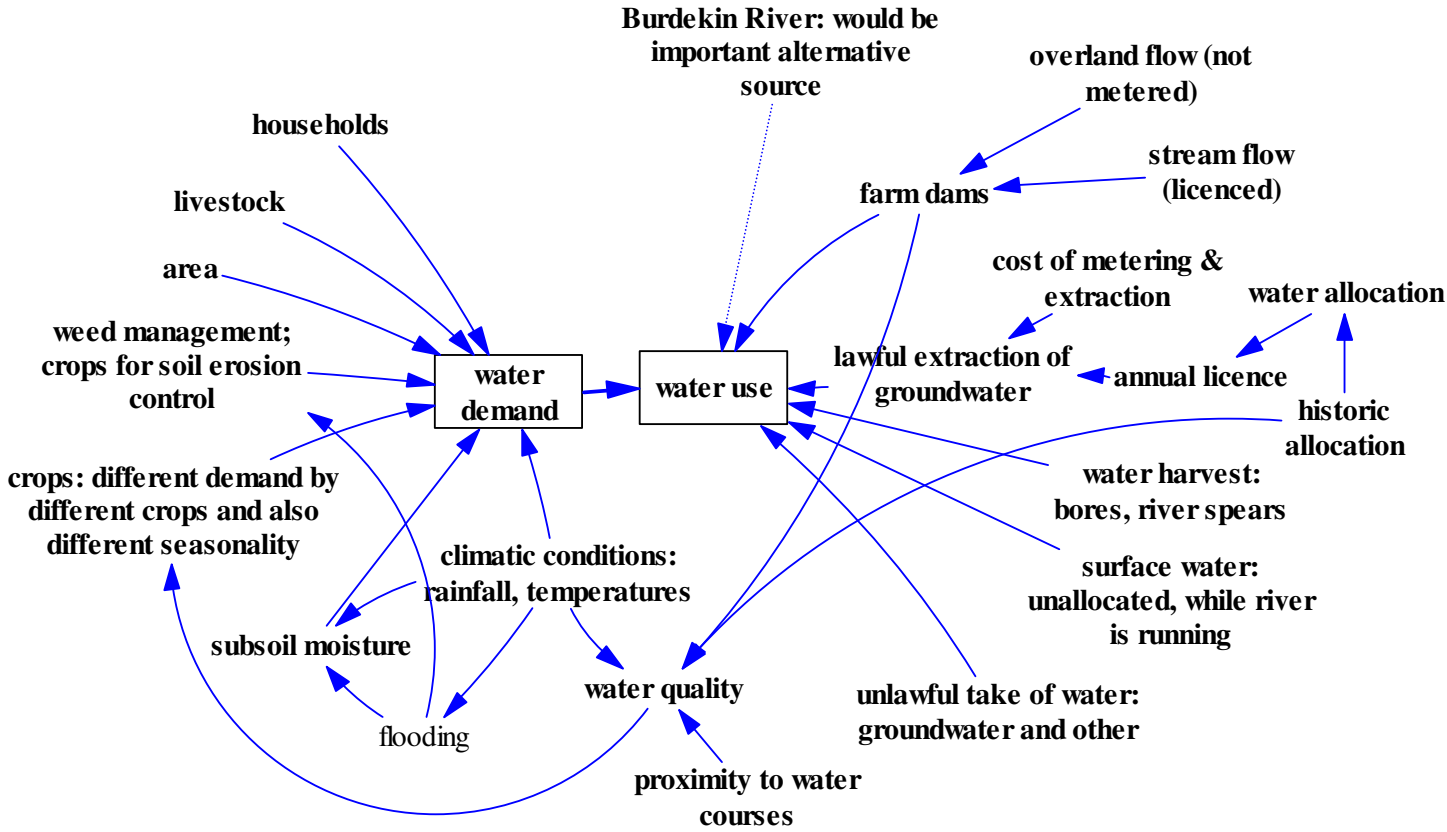 Burdekin River: would be
important alternative
source
overland flow (not
metered)
households
stream flow
(licenced)
livestock
farm dams
area
cost of metering &
extraction
water allocation
weed management;
crops for soil erosion
control
water
demand
water use
lawful extraction of
groundwater
annual licence
historic
allocation
crops: different demand by
different crops and also
different seasonality
water harvest:
bores, river spears
climatic conditions:
rainfall, temperatures
surface water:
unallocated, while river
is running
subsoil moisture
water quality
unlawful take of water:
groundwater and other
flooding
proximity to water
courses